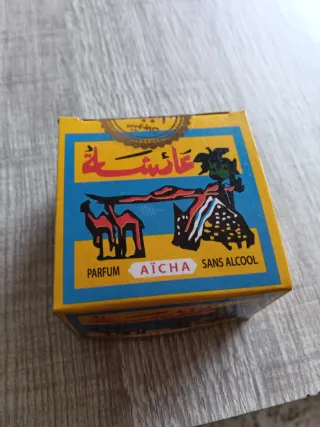 عائشة
PARFUM AÏCHA SANS ALCOOL